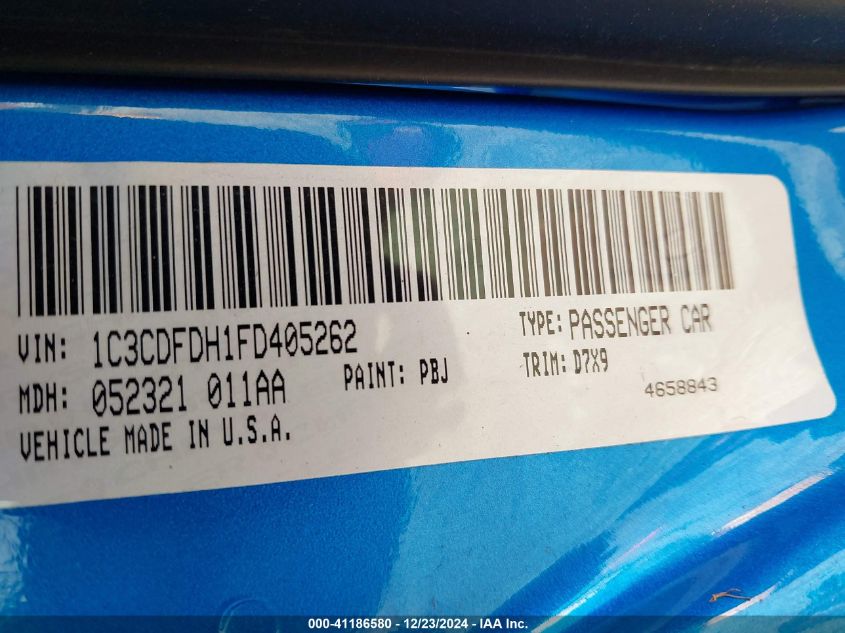 VIN: 1C3CDFDH1FD405262 TYPE: PASSENGER CAR
MDH: 052321 011AA PAINT: PBJ TRIM: D7X9
VEHICLE MADE IN U.S.A. 4658843
000-41186580 - 12/23/2024 - IAA Inc.